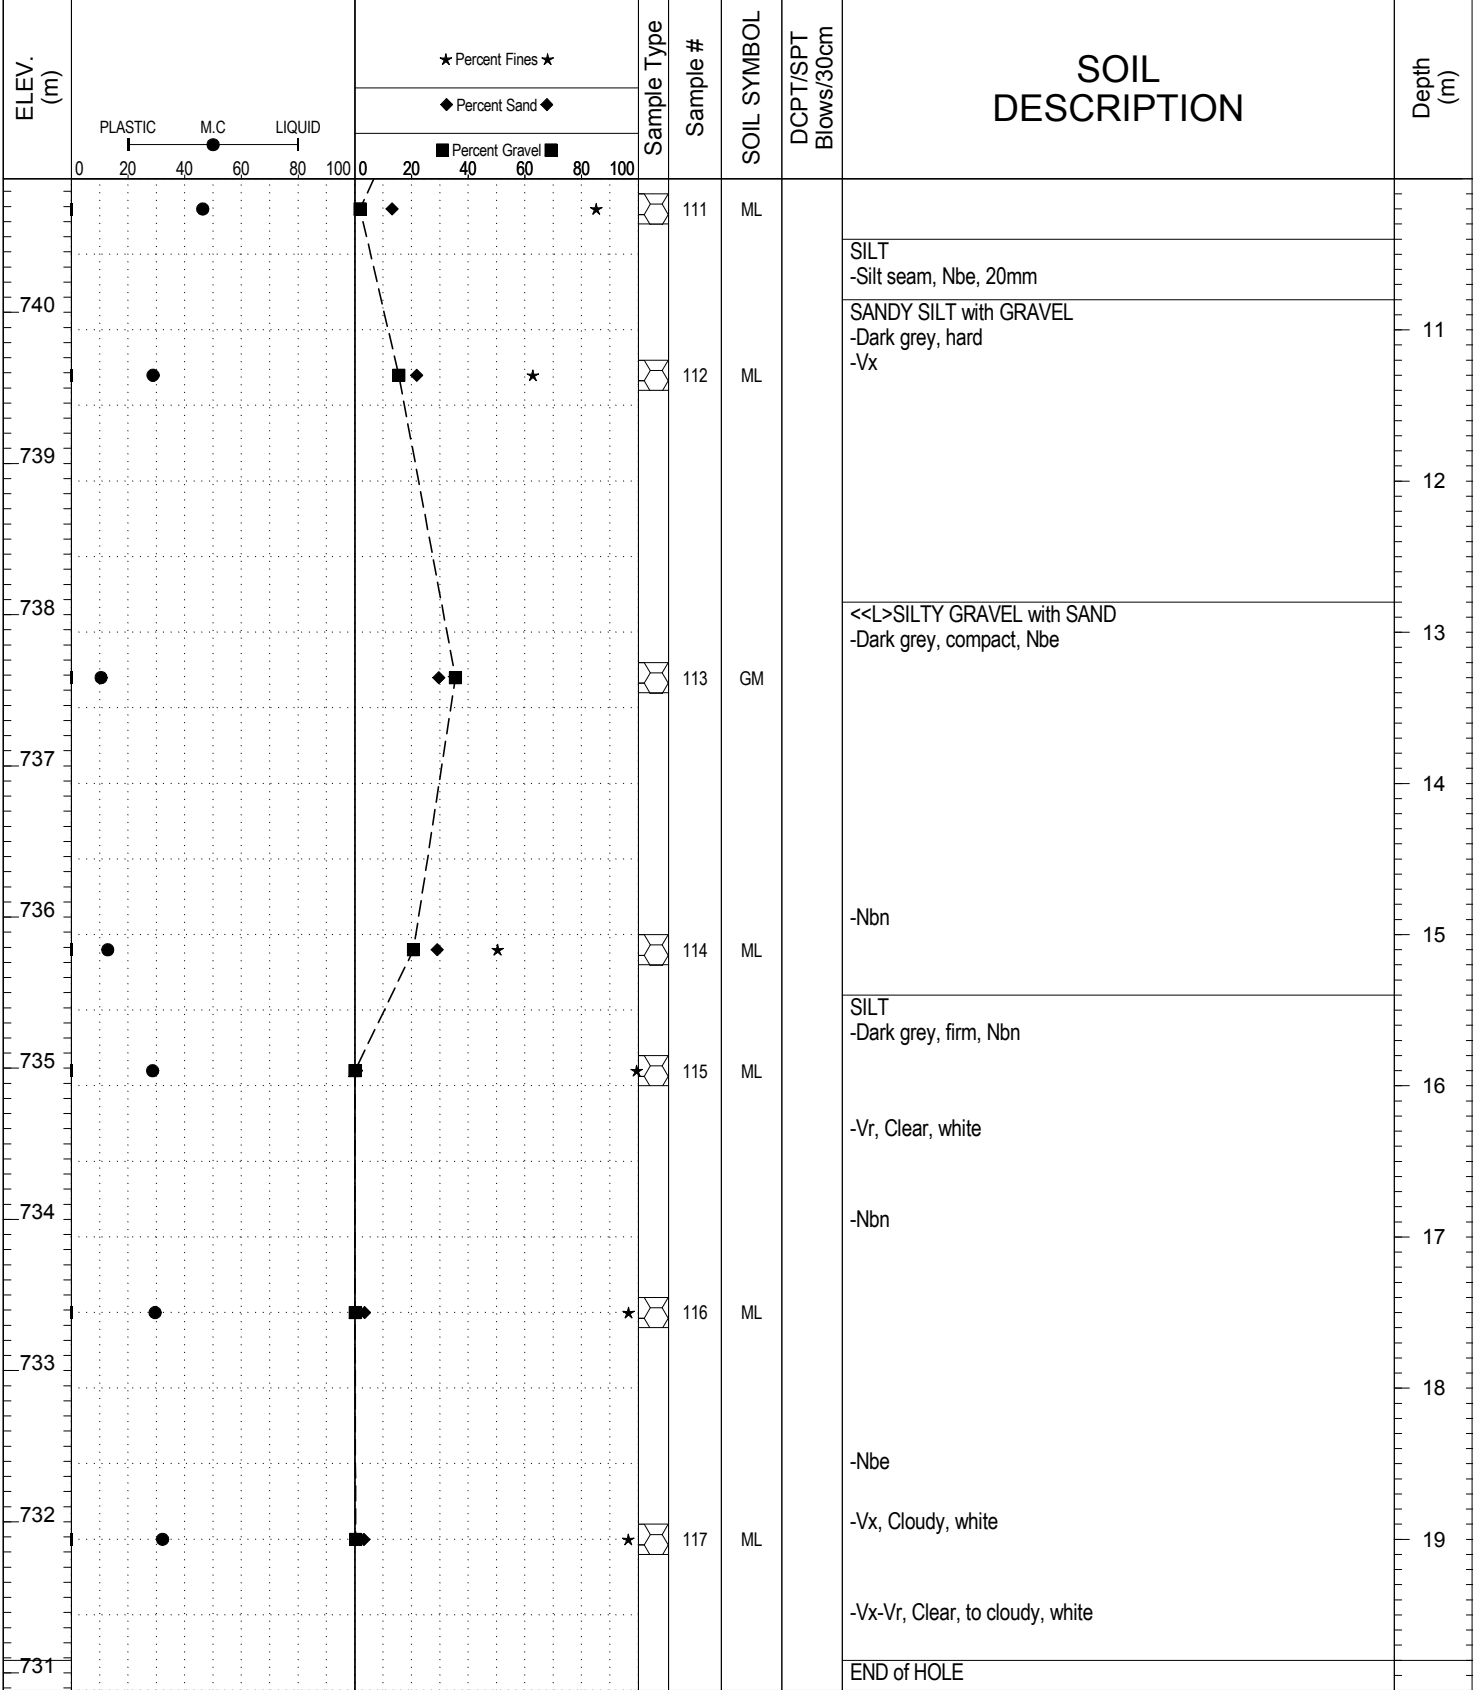 ELEV.
(m)
PLASTIC M.C LIQUID
0 20 40 60 80 100
★ Percent Fines ★
◆ Percent Sand ◆
■ Percent Gravel ■
0 20 40 60 80 100
Sample Type
Sample #
SOIL SYMBOL
DCPT/SPT
Blows/30cm
SOIL
DESCRIPTION
Depth
(m)
111 ML
SILT
-Silt seam, Nbe, 20mm
740
SANDY SILT with GRAVEL
11
-Dark grey, hard
-Vx
112 ML
739
12
738
<<L>SILTY GRAVEL with SAND
13
-Dark grey, compact, Nbe
113 GM
737
14
736
-Nbn
15
114 ML
SILT
-Dark grey, firm, Nbn
735
115 ML
16
-Vr, Clear, white
734
-Nbn
17
116 ML
733
18
-Nbe
732
-Vx, Cloudy, white
117 ML
19
-Vx-Vr, Clear, to cloudy, white
731
END of HOLE